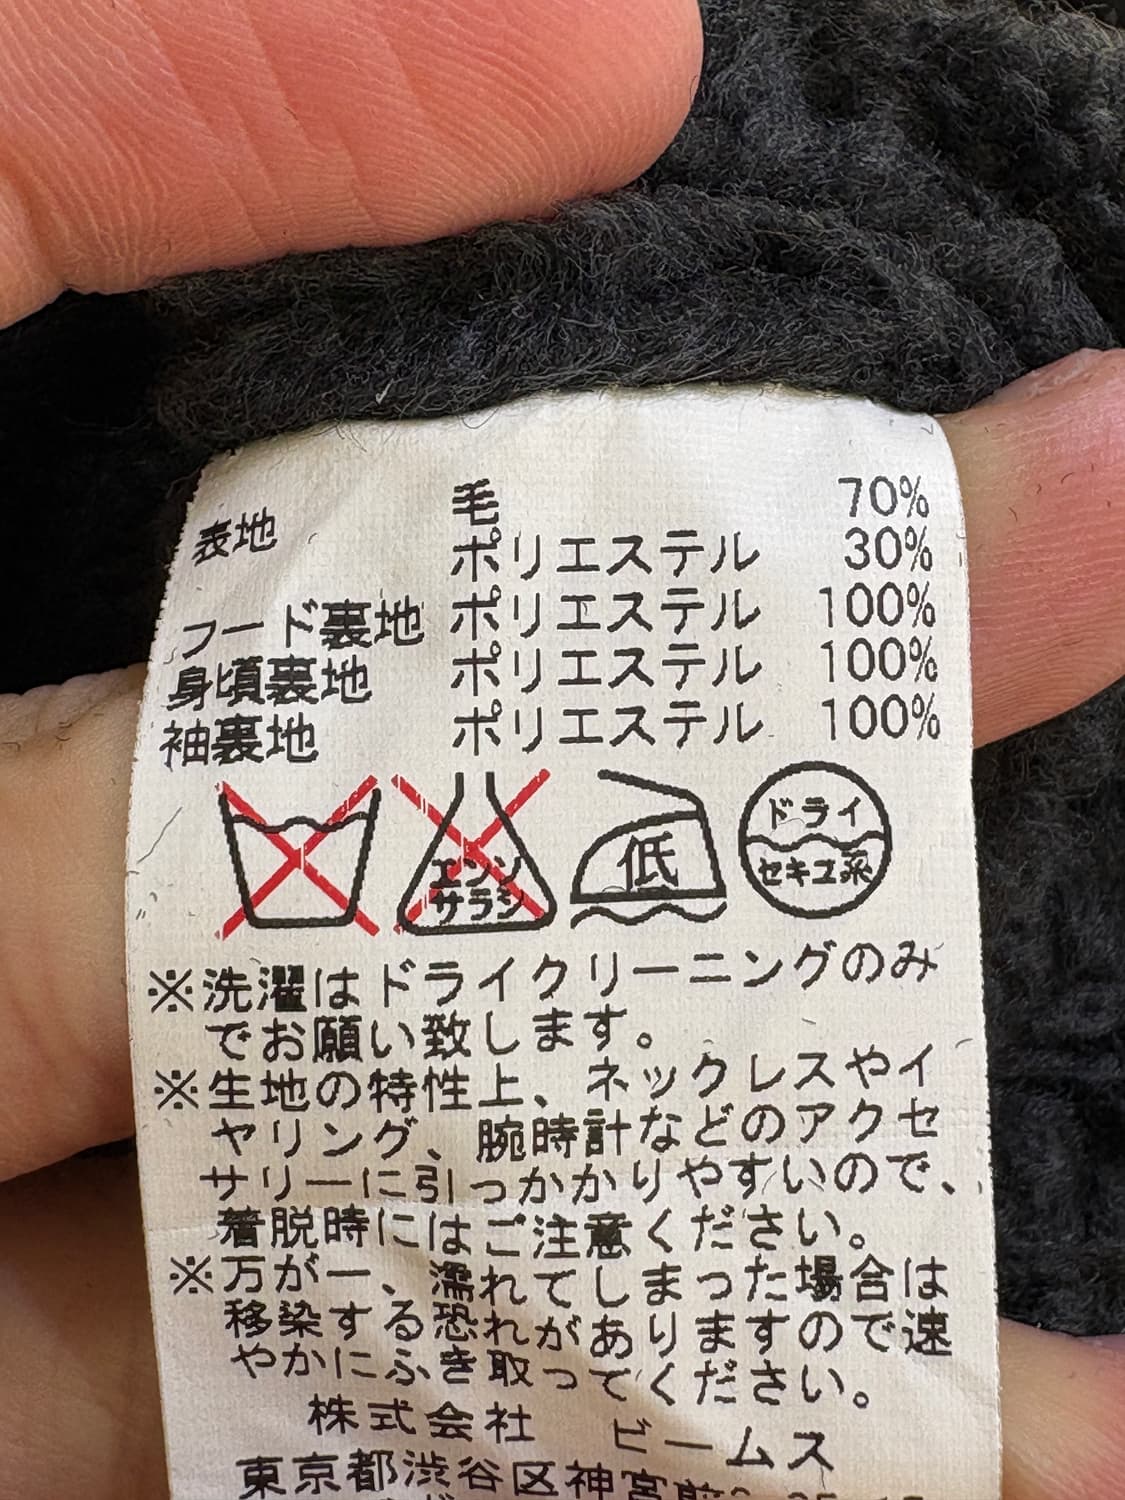 表地 毛 70%
ポリエステル 30%
フード裏地 ポリエステル 100%
身頃裏地 ポリエステル 100%
袖裏地 ポリエステル 100%
エンソ
サラシ
低
ドライ
セキユ系
※洗濯はドライクリーニングのみ
でお願い致します。
※生地の特性上、ネックレスやイ
ヤリング、腕時計などのアクセ
サリーに引っかかりやすいので、
着脱時にはご注意ください。
※万が一、濡れてしまった場合は
移染する恐れがありますので速
やかにふき取ってください。
株式会社 ビームス
東京都渋谷区神宮前